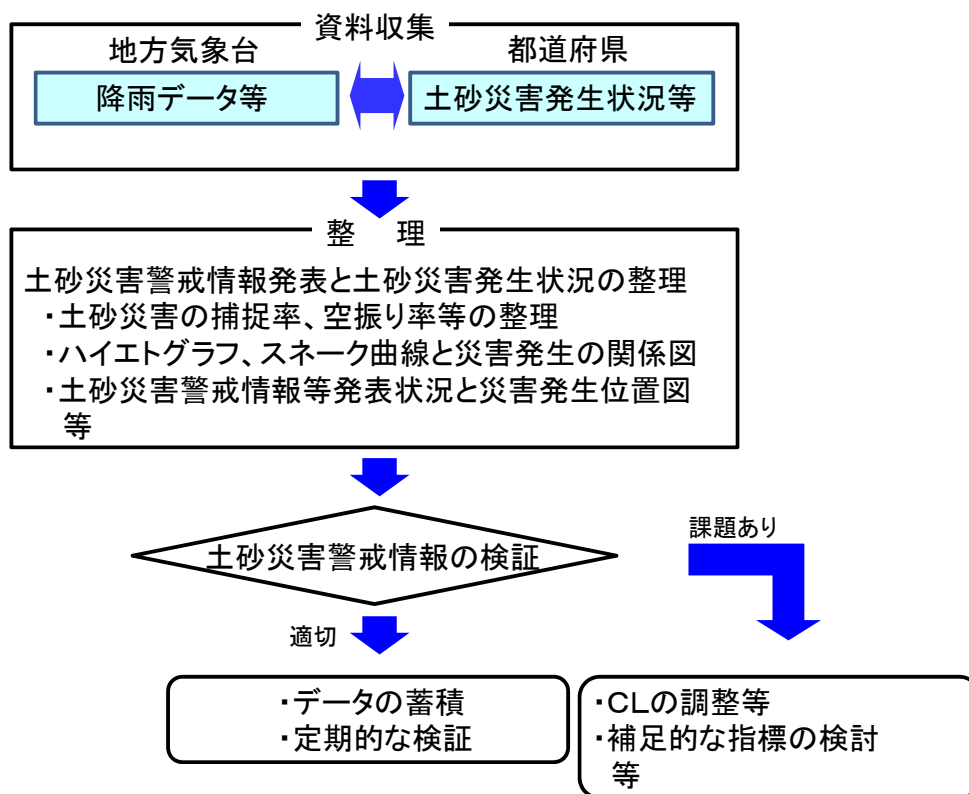 資料収集
地方気象台
都道府県
降雨データ等
土砂災害発生状況等
整 理
土砂災害警戒情報発表と土砂災害発生状況の整理
・土砂災害の捕捉率、空振り率等の整理
・ハイエトグラフ、スネーク曲線と災害発生の関係図
・土砂災害警戒情報等発表状況と災害発生位置図
等
土砂災害警戒情報の検証
課題あり
適切
・データの蓄積
・定期的な検証
・CLの調整等
・補足的な指標の検討
等